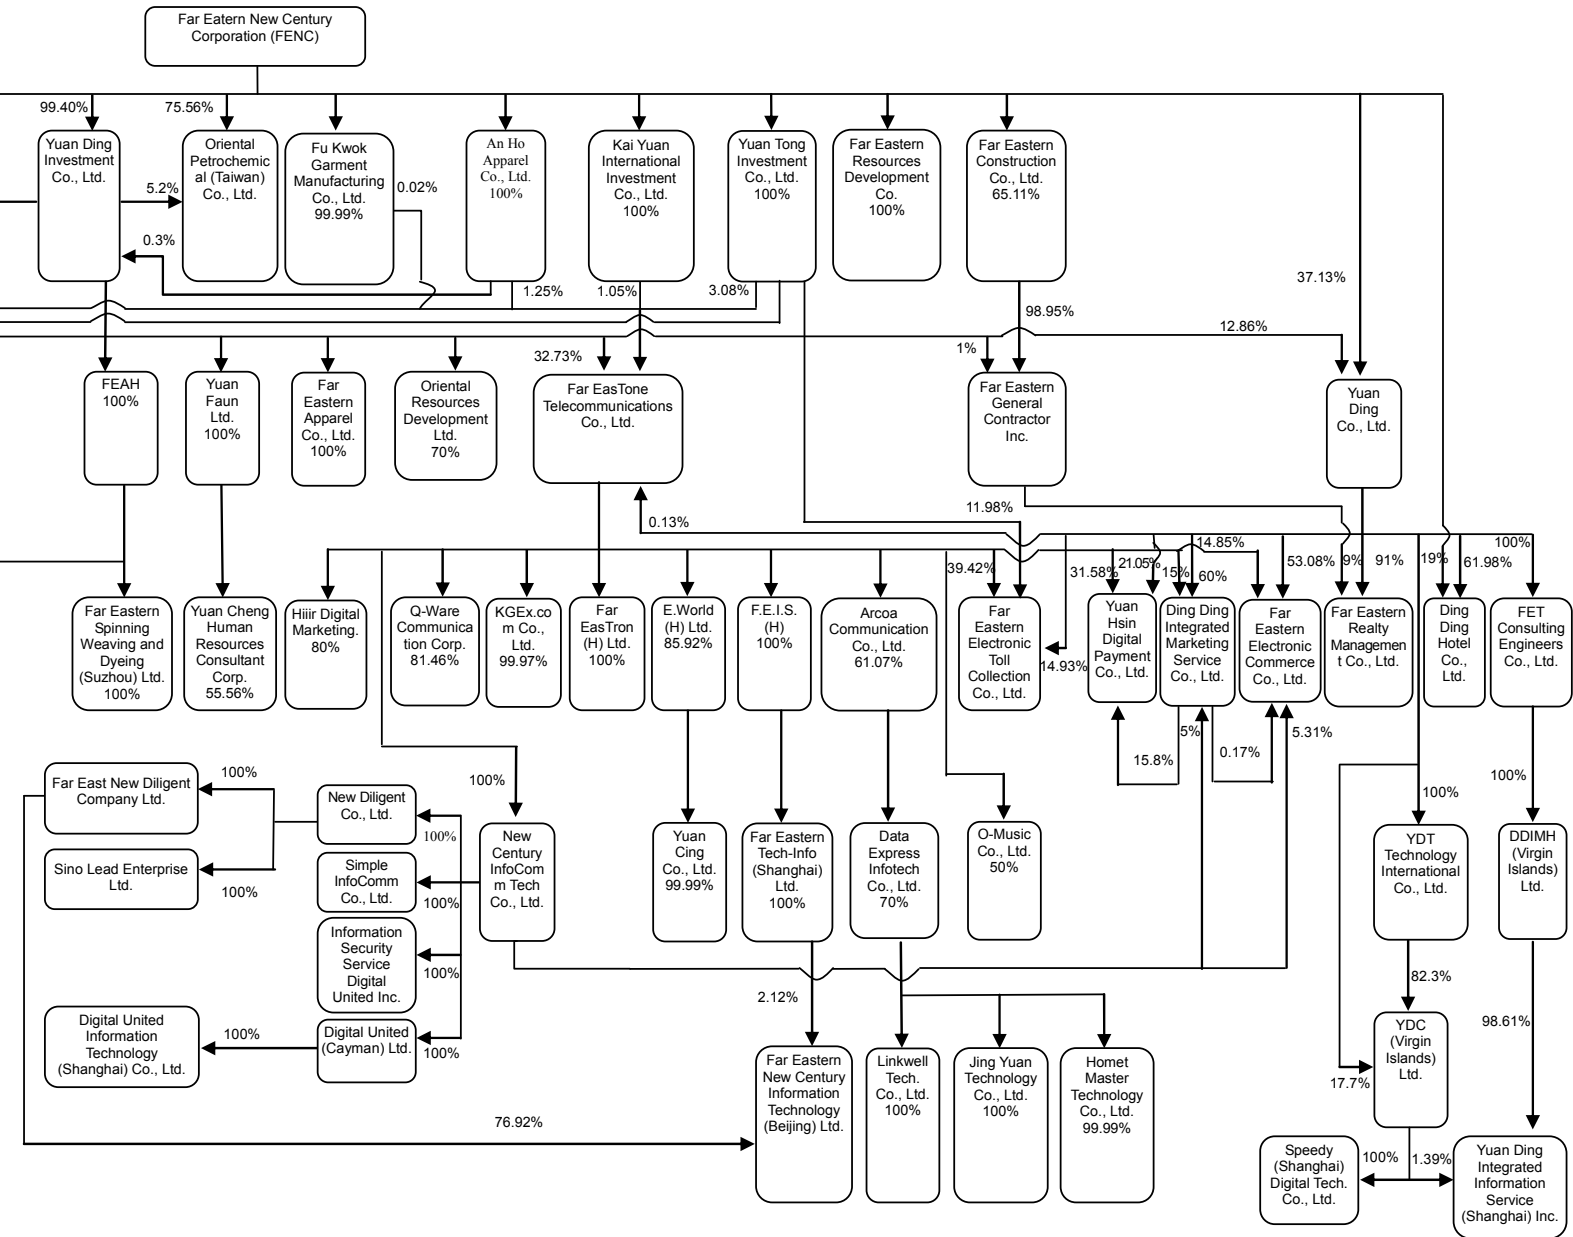 Far Eatern New Century
Corporation (FENC)
99.40%
75.56%
Yuan Ding
Investment
Co., Ltd.
Oriental
Petrochemic
al (Taiwan)
Co., Ltd.
Fu Kwok
Garment
Manufacturing
Co., Ltd.
99.99%
An Ho
Apparel
Co., Ltd.
100%
Kai Yuan
International
Investment
Co., Ltd.
100%
Yuan Tong
Investment
Co., Ltd.
100%
Far Eastern
Resources
Development
Co.
100%
Far Eastern
Construction
Co., Ltd.
65.11%
5.2%
0.02%
0.3%
37.13%
1.25%
1.05%
3.08%
98.95%
12.86%
32.73%
1%
FEAH
100%
Yuan
Faun
Ltd.
100%
Far
Eastern
Apparel
Co., Ltd.
100%
Oriental
Resources
Development
Ltd.
70%
Far EasTone
Telecommunications
Co., Ltd.
Far Eastern
General
Contractor
Inc.
Yuan
Ding
Co., Ltd.
11.98%
0.13%
14.85%
100%
39.42%
31.58%
21.05%
15%
60%
53.08%
9%
91%
19%
61.98%
Far Eastern
Spinning
Weaving and
Dyeing
(Suzhou) Ltd.
100%
Yuan Cheng
Human
Resources
Consultant
Corp.
55.56%
Hiiir Digital
Marketing.
80%
Q-Ware
Communica
tion Corp.
81.46%
KGEx.co
m Co.,
Ltd.
99.97%
Far
EasTron
(H) Ltd.
100%
E.World
(H) Ltd.
85.92%
F.E.I.S.
(H)
100%
Arcoa
Communication
Co., Ltd.
61.07%
Far
Eastern
Electronic
Toll
Collection
Co., Ltd.
14.93%
Yuan
Hsin
Digital
Payment
Co., Ltd.
Ding Ding
Integrated
Marketing
Service
Co., Ltd.
Far
Eastern
Electronic
Commerce
Co., Ltd.
Far Eastern
Realty
Managemen
t Co., Ltd.
Ding
Ding
Hotel
Co.,
Ltd.
FET
Consulting
Engineers
Co., Ltd.
5%
5.31%
15.8%
0.17%
100%
100%
100%
100%
Far East New Diligent
Company Ltd.
New Diligent
Co., Ltd.
100%
Sino Lead Enterprise
Ltd.
100%
Simple
InfoComm
Co., Ltd.
100%
New
Century
InfoCom
m Tech
Co., Ltd.
Yuan
Cing
Co., Ltd.
99.99%
Far Eastern
Tech-Info
(Shanghai)
Ltd.
100%
Data
Express
Infotech
Co., Ltd.
70%
O-Music
Co., Ltd.
50%
YDT
Technology
International
Co., Ltd.
DDIMH
(Virgin
Islands)
Ltd.
Information
Security
Service
Digital
United Inc.
100%
82.3%
2.12%
98.61%
Digital United
Information
Technology
(Shanghai) Co., Ltd.
100%
Digital United
(Cayman) Ltd.
100%
YDC
(Virgin
Islands)
Ltd.
17.7%
Far Eastern
New Century
Information
Technology
(Beijing) Ltd.
Linkwell
Tech.
Co., Ltd.
100%
Jing Yuan
Technology
Co., Ltd.
100%
Homet
Master
Technology
Co., Ltd.
99.99%
76.92%
Speedy
(Shanghai)
Digital Tech.
Co., Ltd.
100%
1.39%
Yuan Ding
Integrated
Information
Service
(Shanghai) Inc.